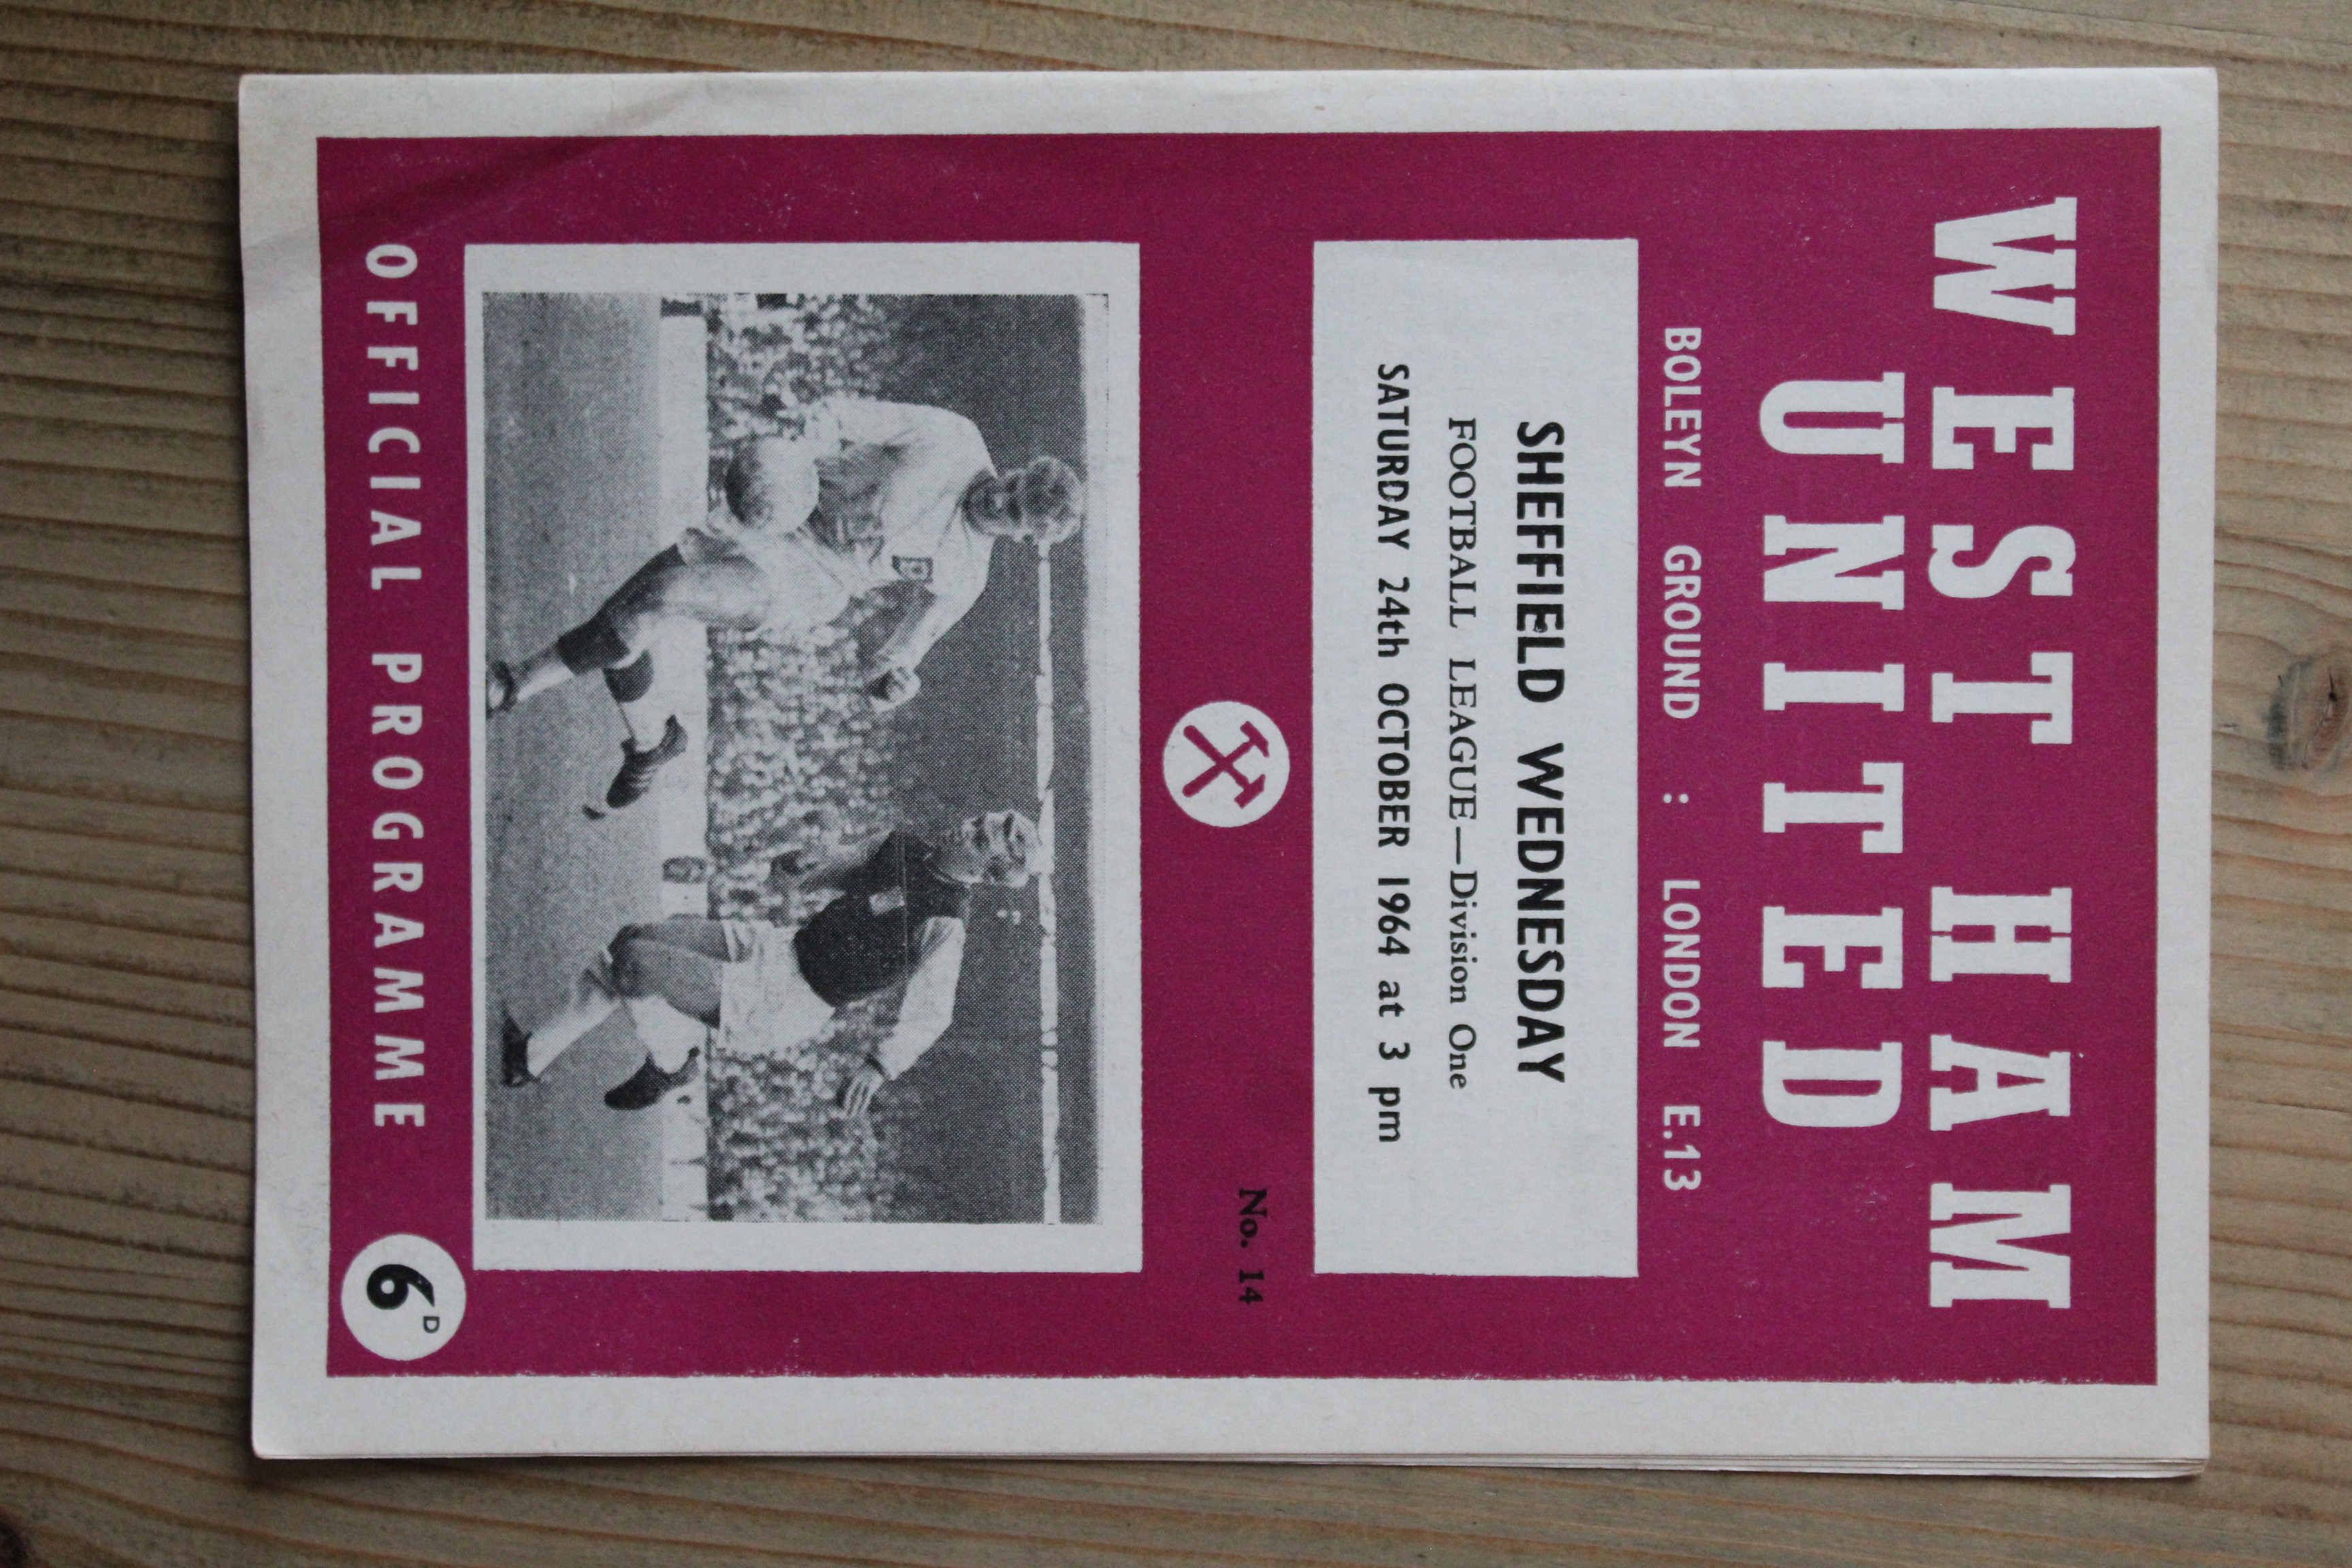 WEST HAM
UNITED
BOLEYN GROUND : LONDON E.13
SHEFFIELD WEDNESDAY
FOOTBALL LEAGUE—Division One
SATURDAY 24th OCTOBER 1964 at 3 pm
No. 14
OFFICIAL PROGRAMME
6D